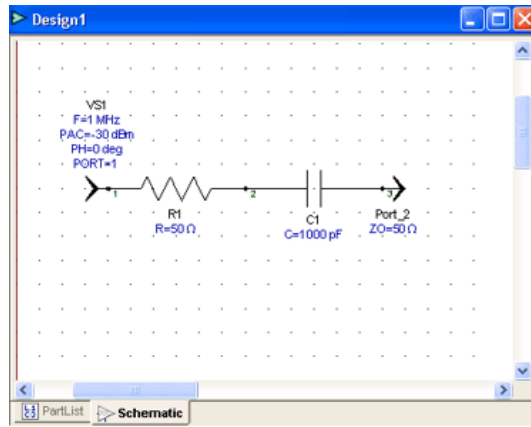 Design1
VS1
F=1 MHz
PAC=-30 dBm
PH=0 deg
PORT=1
1
2
3
R1
R=50 Ω
C1
C=1000 pF
Port_2
ZO=50 Ω
PartList
Schematic